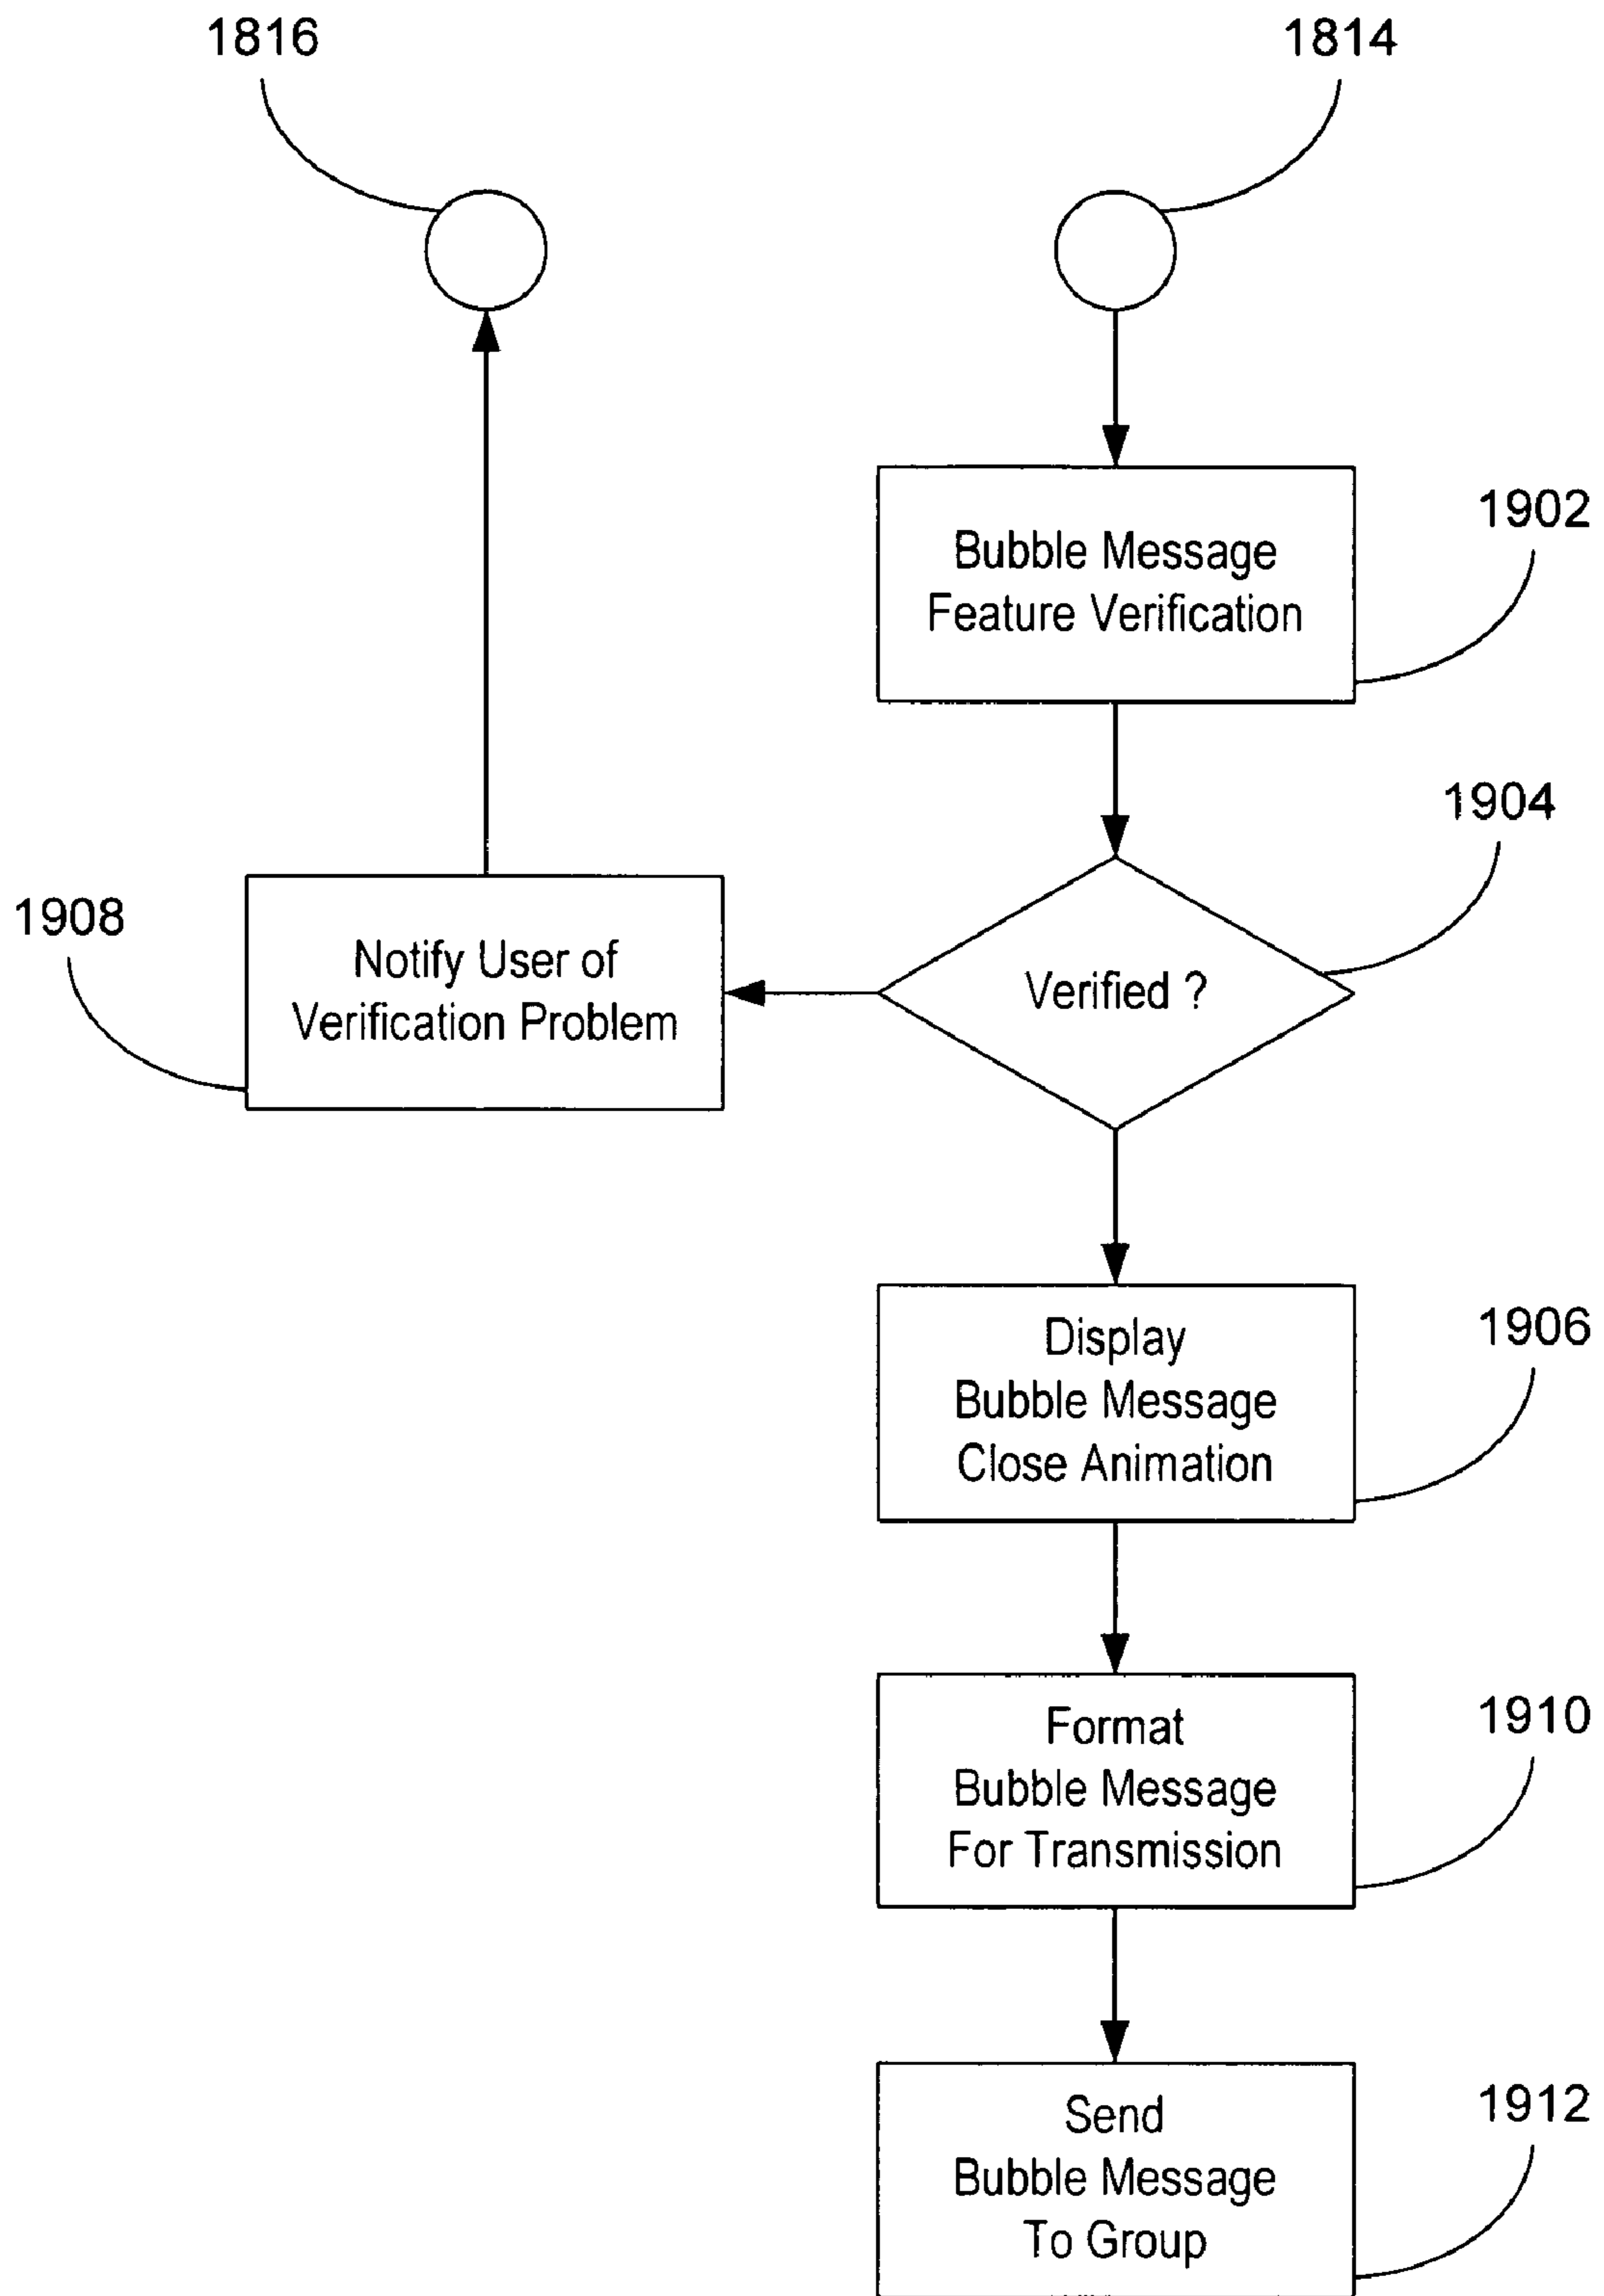 1816
1814
1902
Bubble Message
Feature Verification
1904
1908
Notify User of
Verification Problem
Verified ?
1906
Display
Bubble Message
Close Animation
1910
Format
Bubble Message
For Transmission
1912
Send
Bubble Message
To Group